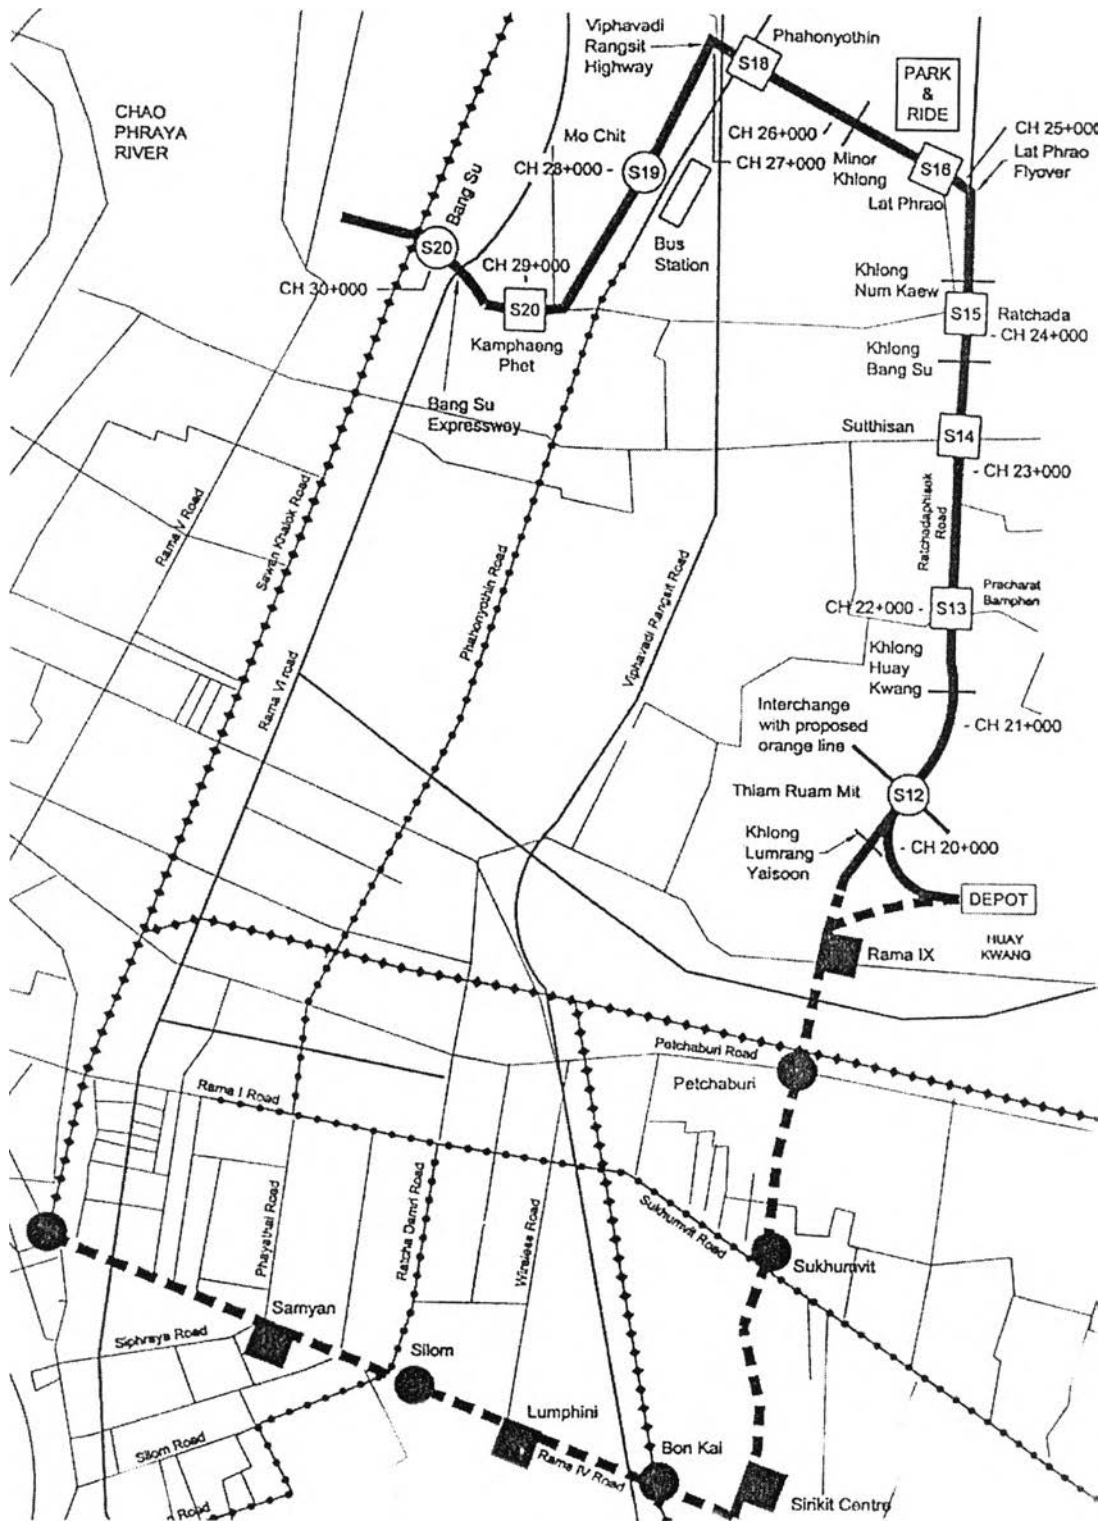 Viphavadi
Rangsit
Highway
Phahonyothin
S18
PARK
&
RIDE
CHAO
PHRAYA
RIVER
Mo Chit
CH 28+000 -
S19
CH 26+000
CH 27+000
Minor
Khlong
S16
Lat Phrao
CH 25+000
Lat Phrao
Flyover
Bang Su
S20
CH 30+000
CH 29+000
S20
Kamphaeng
Phet
Bus
Station
Bang Su
Expressway
Khlong
Num Kaew
S15
Ratchada
- CH 24+000
Khlong
Bang Su
Sutthisan
S14
- CH 23+000
Ratchadaphisok
Road
Rama V Road
Sawan Khalok Road
Rama VI road
Phahonyothin Road
Viphavadi Rangsit Road
CH 22+000 -
S13
Pracharat
Bamphen
Khlong
Huay
Kwang
- CH 21+000
Interchange
with proposed
orange line
Thiam Ruam Mit
S12
Khlong
Lumrang
Yaisoon
- CH 20+000
DEPOT
HUAY
KWANG
Rama IX
Petchaburi Road
Petchaburi
Rama I Road
Phayathai Road
Ratcha Damri Road
Wireless Road
Sukhumvit Road
Sukhumvit
Samyan
Siphraya Road
Silom
Lumphini
Rama IV Road
Bon Kai
Sirikit Centre
Silom Road
Road